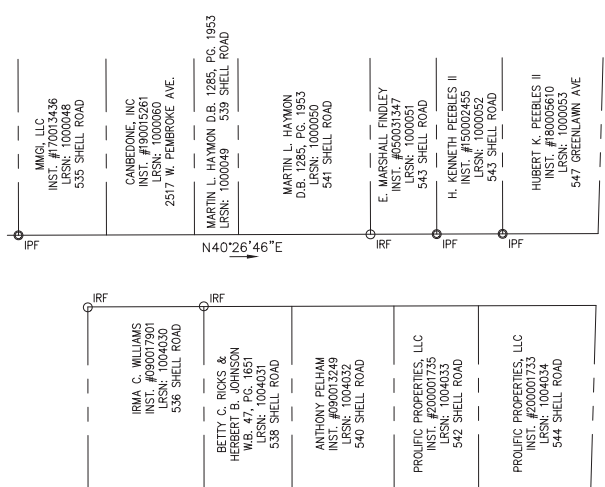 MMGI, LLC
INST. #170013436
LRSN: 1000048
535 SHELL ROAD
CANBEDONE, INC
INST. #190015261
LRSN: 1000060
2517 W. PEMBROKE AVE.
MARTIN L. HAYMON D.B. 1285, PG. 1953
LRSN: 1000049 539 SHELL ROAD
MARTIN L. HAYMON
D.B. 1285, PG. 1953
LRSN: 1000050
541 SHELL ROAD
E. MARSHALL FINDLEY
INST. #050031347
LRSN: 1000051
543 SHELL ROAD
H. KENNETH PEEBLES II
INST. #150002455
LRSN: 1000052
543 SHELL ROAD
HUBERT K. PEEBLES II
INST. #180005610
LRSN: 1000053
547 GREENLAWN AVE
IPF
N40°26'46"E
IRF
IPF
IPF
IRF
IRF
IRMA C. WILLIAMS
INST. #090017901
LRSN: 1004030
536 SHELL ROAD
BETTY C. RICKS &
HERBERT B. JOHNSON
W.B. 47, PG. 1651
LRSN: 1004031
538 SHELL ROAD
ANTHONY PELHAM
INST. #090013249
LRSN: 1004032
540 SHELL ROAD
PROLIFIC PROPERTIES, LLC
INST. #200001735
LRSN: 1004033
542 SHELL ROAD
PROLIFIC PROPERTIES, LLC
INST. #200001733
LRSN: 1004034
544 SHELL ROAD